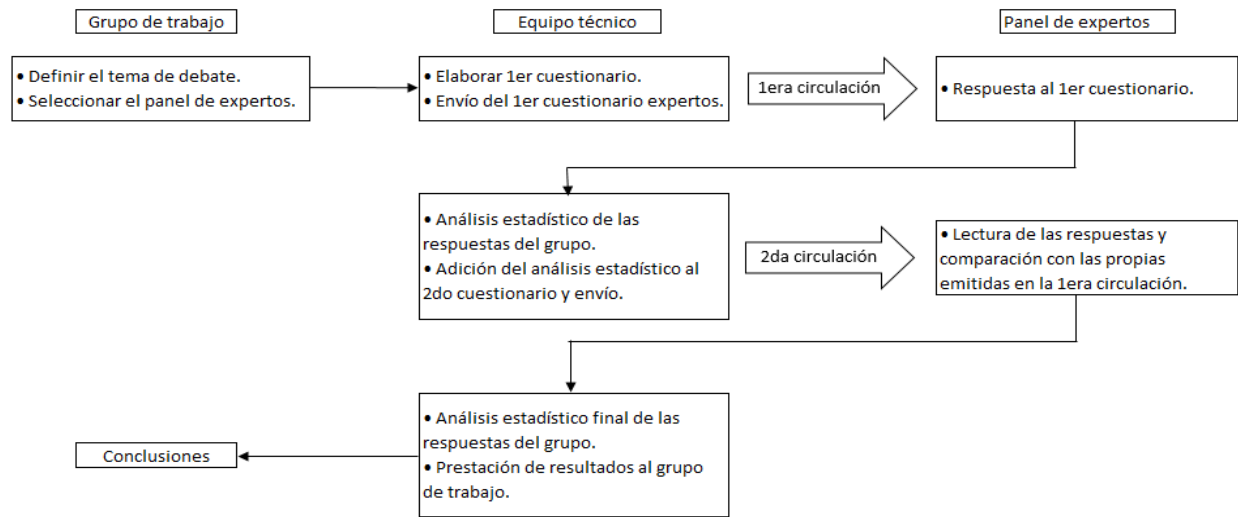 Grupo de trabajo
Equipo técnico
Panel de expertos
• Definir el tema de debate.
• Seleccionar el panel de expertos.
• Elaborar 1er cuestionario.
• Envío del 1er cuestionario expertos.
1era circulación
• Respuesta al 1er cuestionario.
• Análisis estadístico de las
respuestas del grupo.
• Adición del análisis estadístico al
2do cuestionario y envío.
2da circulación
• Lectura de las respuestas y
comparación con las propias
emitidas en la 1era circulación.
• Análisis estadístico final de las
respuestas del grupo.
• Prestación de resultados al grupo
de trabajo.
Conclusiones